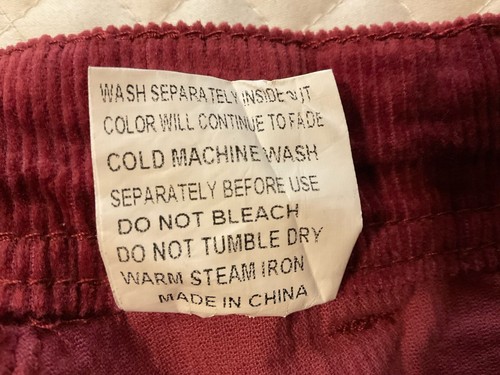 WASH SEPARATELY INSIDE OUT
COLOR WILL CONTINUE TO FADE
COLD MACHINE WASH
SEPARATELY BEFORE USE
DO NOT BLEACH
DO NOT TUMBLE DRY
WARM STEAM IRON
MADE IN CHINA